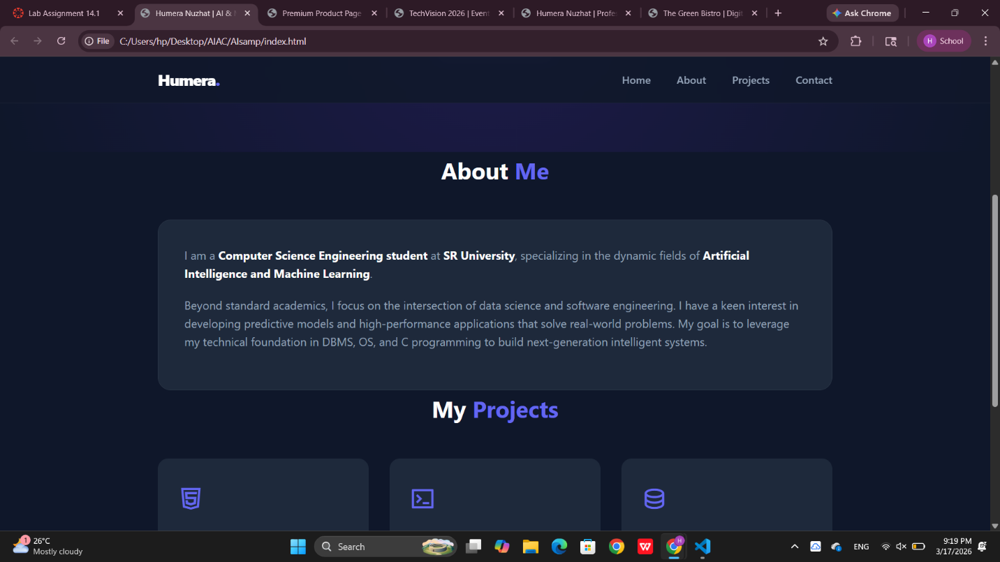 Lab Assignment 14.1
Humera Nuzhat | AI &
Premium Product Page
TechVision 2026 | Event
Humera Nuzhat | Profe
The Green Bistro | Digit
Ask Chrome
File
C:/Users/hp/Desktop/AIAC/AIsamp/index.html
H
School
Humera.
Home
About
Projects
Contact
About Me
I am a Computer Science Engineering student at SR University, specializing in the dynamic fields of Artificial
Intelligence and Machine Learning.
Beyond standard academics, I focus on the intersection of data science and software engineering. I have a keen interest in
developing predictive models and high-performance applications that solve real-world problems. My goal is to leverage
my technical foundation in DBMS, OS, and C programming to build next-generation intelligent systems.
My Projects
1
26°C
Mostly cloudy
Search
H
ENG
9:19 PM
3/17/2026